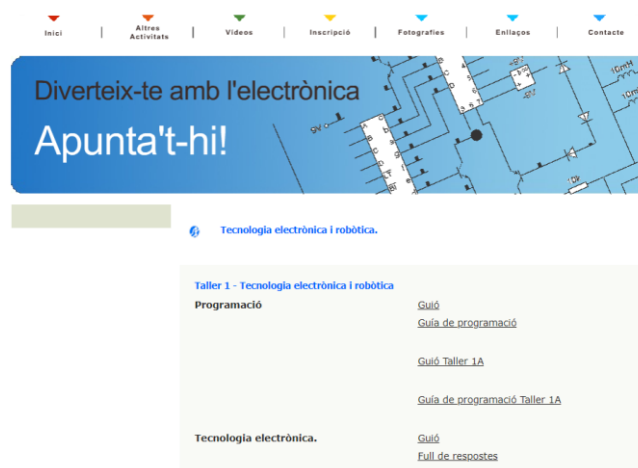 Inici | Altres Activitats | Vídeos | Inscripció | Fotografies | Enllaços | Contacte
Diverteix-te amb l'electrònica
Apunta't-hi!
9V
10mH
Tecnologia electrònica i robòtica.
Taller 1 - Tecnologia electrònica i robòtica
Programació Guió
Guía de programació
Guió Taller 1A
Guía de programació Taller 1A
Tecnologia electrònica. Guió
Full de respostes